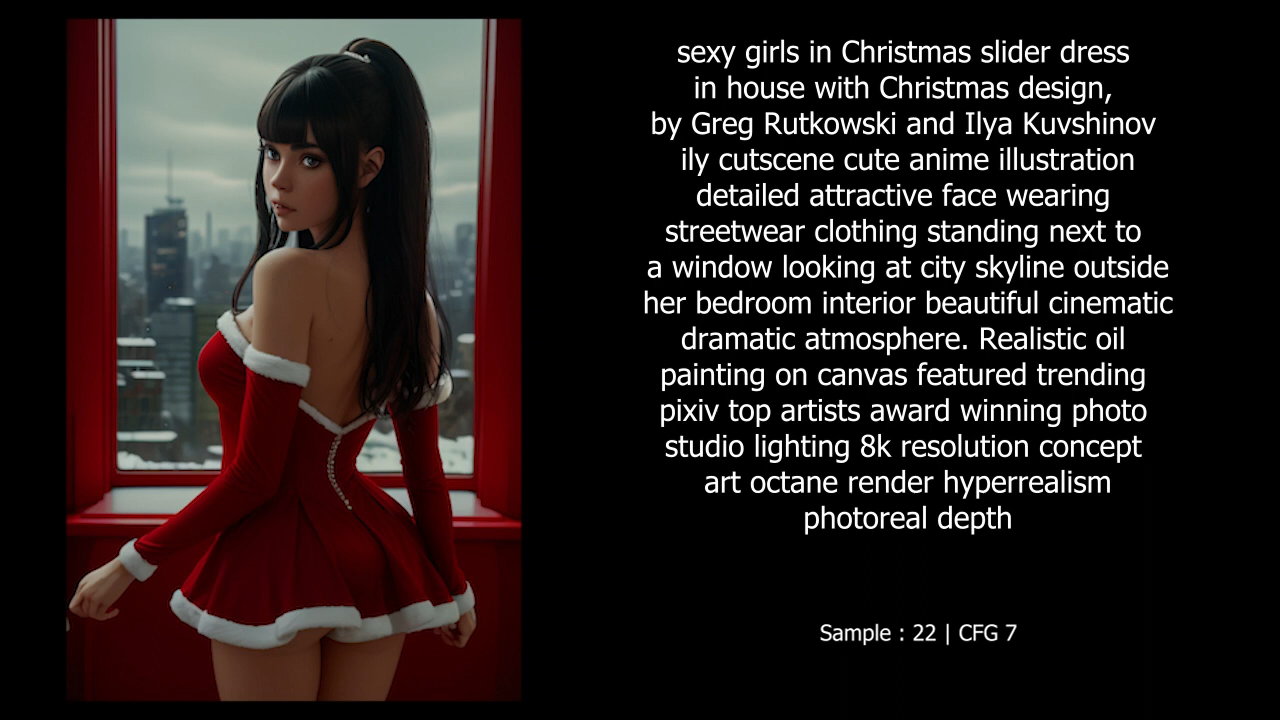 sexy girls in Christmas slider dress
in house with Christmas design,
by Greg Rutkowski and Ilya Kuvshinov
ily cutscene cute anime illustration
detailed attractive face wearing
streetwear clothing standing next to
a window looking at city skyline outside
her bedroom interior beautiful cinematic
dramatic atmosphere. Realistic oil
painting on canvas featured trending
pixiv top artists award winning photo
studio lighting 8k resolution concept
art octane render hyperrealism
photoreal depth
Sample : 22 | CFG 7